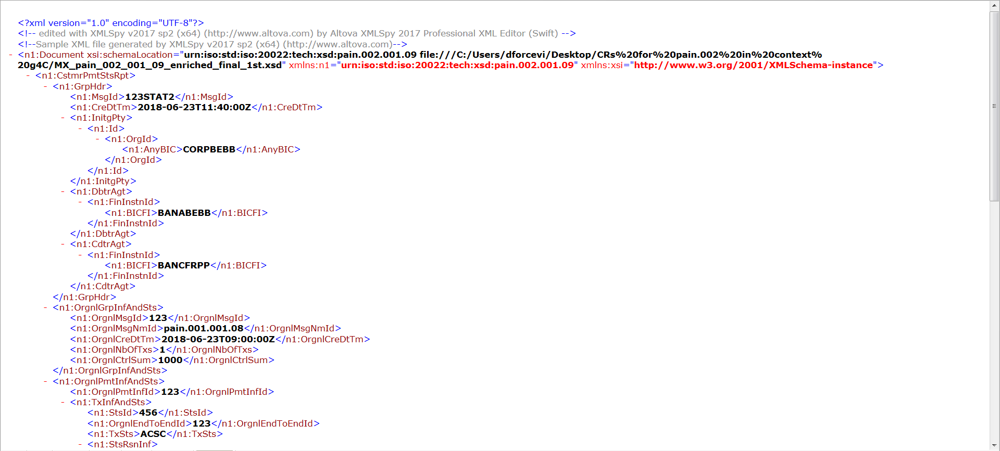 <?xml version="1.0" encoding="UTF-8"?>
<!-- edited with XMLSpy v2017 sp2 (x64) (http://www.altova.com) by Altova XMLSpy 2017 Professional XML Editor (Swift) -->
<!--Sample XML file generated by XMLSpy v2017 sp2 (x64) (http://www.altova.com)-->
- <n1:Document xsi:schemaLocation="urn:iso:std:iso:20022:tech:xsd:pain.002.001.09 file:///C:/Users/dforcevi/Desktop/CRs%20for%20pain.002%20in%20context%
20g4C/MX_pain_002_001_09_enriched_final_1st.xsd" xmlns:n1="urn:iso:std:iso:20022:tech:xsd:pain.002.001.09" xmlns:xsi="http://www.w3.org/2001/XMLSchema-instance">
- <n1:CstmrPmtStsRpt>
- <n1:GrpHdr>
<n1:MsgId>123STAT2</n1:MsgId>
<n1:CreDtTm>2018-06-23T11:40:00Z</n1:CreDtTm>
- <n1:InitgPty>
- <n1:Id>
- <n1:OrgId>
<n1:AnyBIC>CORPBEBB</n1:AnyBIC>
</n1:OrgId>
</n1:Id>
</n1:InitgPty>
- <n1:DbtrAgt>
- <n1:FinInstnId>
<n1:BICFI>BANABEBB</n1:BICFI>
</n1:FinInstnId>
</n1:DbtrAgt>
- <n1:CdtrAgt>
- <n1:FinInstnId>
<n1:BICFI>BANCFRPP</n1:BICFI>
</n1:FinInstnId>
</n1:CdtrAgt>
</n1:GrpHdr>
- <n1:OrgnlGrpInfAndSts>
<n1:OrgnlMsgId>123</n1:OrgnlMsgId>
<n1:OrgnlMsgNmId>pain.001.001.08</n1:OrgnlMsgNmId>
<n1:OrgnlCreDtTm>2018-06-23T09:00:00Z</n1:OrgnlCreDtTm>
<n1:OrgnlNbOfTxs>1</n1:OrgnlNbOfTxs>
<n1:OrgnlCtrlSum>1000</n1:OrgnlCtrlSum>
</n1:OrgnlGrpInfAndSts>
- <n1:OrgnlPmtInfAndSts>
<n1:OrgnlPmtInfId>123</n1:OrgnlPmtInfId>
- <n1:TxInfAndSts>
<n1:StsId>456</n1:StsId>
<n1:OrgnlEndToEndId>123</n1:OrgnlEndToEndId>
<n1:TxSts>ACSC</n1:TxSts>
- <n1:StsRsnInf>